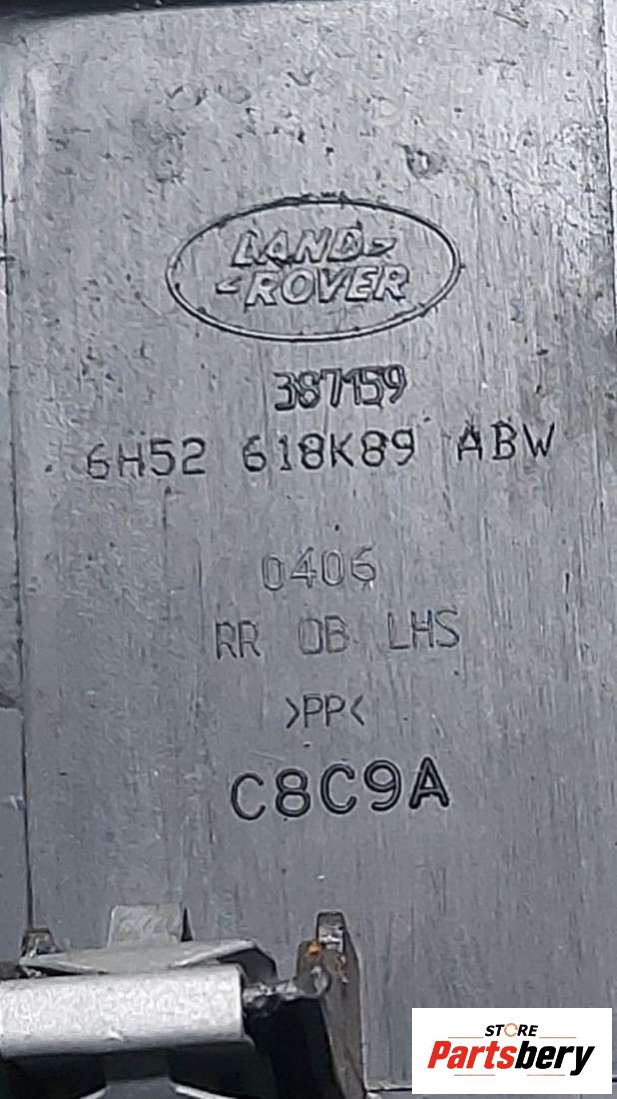 LAND
ROVER
387159
6H52 618K89 ABW
0406
RR OB LHS
>PP<
C8C9A
STORE
Partsbery